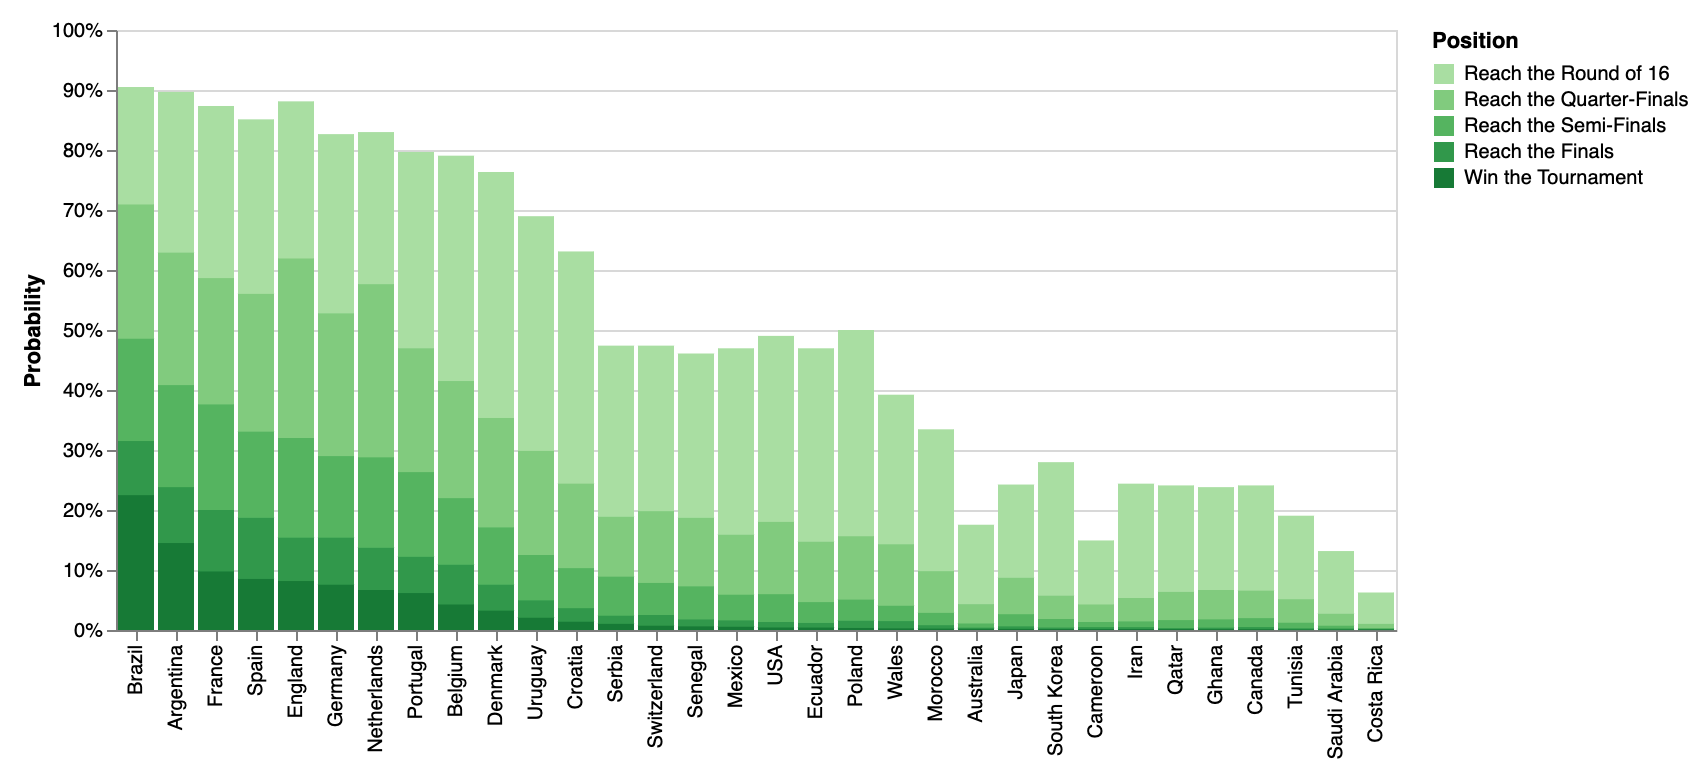 100%
90%
80%
70%
60%
50%
40%
30%
20%
10%
0%
Probability
Brazil
Argentina
France
Spain
England
Germany
Netherlands
Portugal
Belgium
Denmark
Uruguay
Croatia
Serbia
Switzerland
Senegal
Mexico
USA
Ecuador
Poland
Wales
Morocco
Australia
Japan
South Korea
Cameroon
Iran
Qatar
Ghana
Canada
Tunisia
Saudi Arabia
Costa Rica
Position
Reach the Round of 16
Reach the Quarter-Finals
Reach the Semi-Finals
Reach the Finals
Win the Tournament